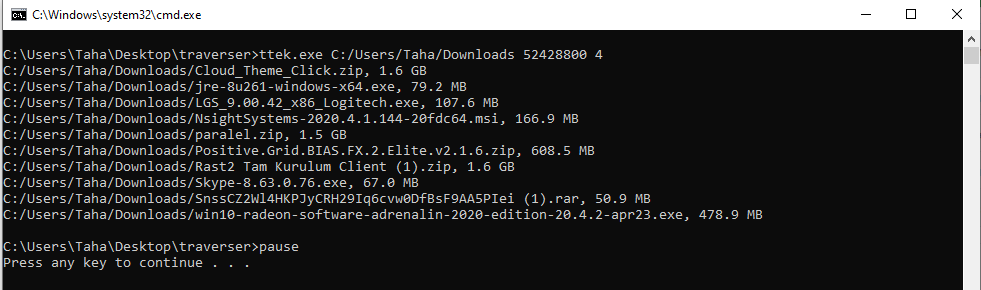 C:\Windows\system32\cmd.exe
C:\Users\Taha\Desktop\traverser>ttek.exe C:/Users/Taha/Downloads 52428800 4
C:/Users/Taha/Downloads/Cloud_Theme_Click.zip, 1.6 GB
C:/Users/Taha/Downloads/jre-8u261-windows-x64.exe, 79.2 MB
C:/Users/Taha/Downloads/LGS_9.00.42_x86_Logitech.exe, 107.6 MB
C:/Users/Taha/Downloads/NsightSystems-2020.4.1.144-20fdc64.msi, 166.9 MB
C:/Users/Taha/Downloads/paralel.zip, 1.5 GB
C:/Users/Taha/Downloads/Positive.Grid.BIAS.FX.2.Elite.v2.1.6.zip, 608.5 MB
C:/Users/Taha/Downloads/Rast2 Tam Kurulum Client (1).zip, 1.6 GB
C:/Users/Taha/Downloads/Skype-8.63.0.76.exe, 67.0 MB
C:/Users/Taha/Downloads/SnssCZ2Wl4HKPJyCRH29Iq6cvw0DfBsF9AA5PIei (1).rar, 50.9 MB
C:/Users/Taha/Downloads/win10-radeon-software-adrenalin-2020-edition-20.4.2-apr23.exe, 478.9 MB
C:\Users\Taha\Desktop\traverser>pause
Press any key to continue . . .